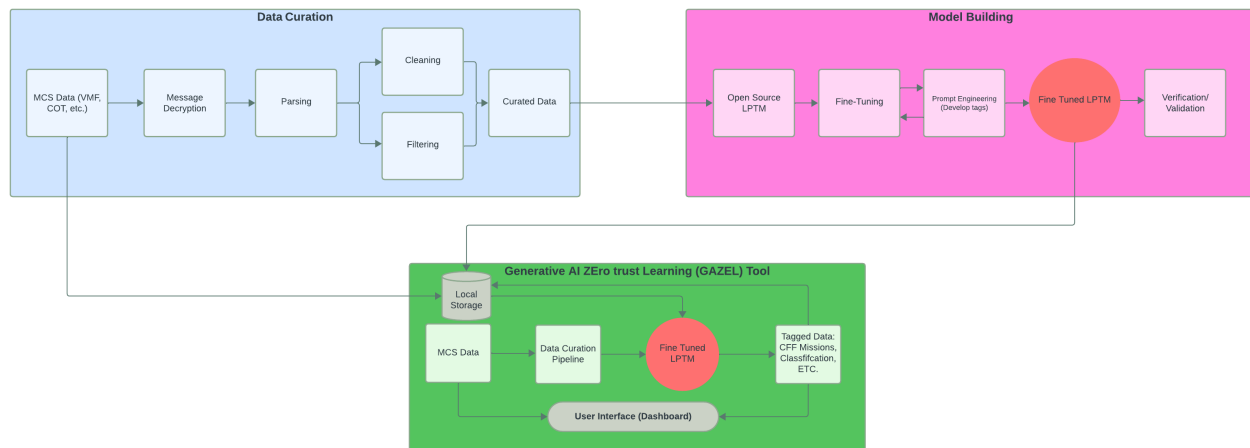 Data Curation
MCS Data (VMF,
COT, etc.)
Message
Decryption
Parsing
Cleaning
Filtering
Curated Data
Model Building
Open Source
LPTM
Fine-Tuning
Prompt Engineering
(Develop tags)
Fine Tuned LPTM
Verification/
Validation
Generative AI ZEro trust Learning (GAZEL) Tool
Local
Storage
MCS Data
Data Curation
Pipeline
Fine Tuned
LPTM
Tagged Data:
CFF Missions,
Classfifcation,
ETC.
User Interface (Dashboard)